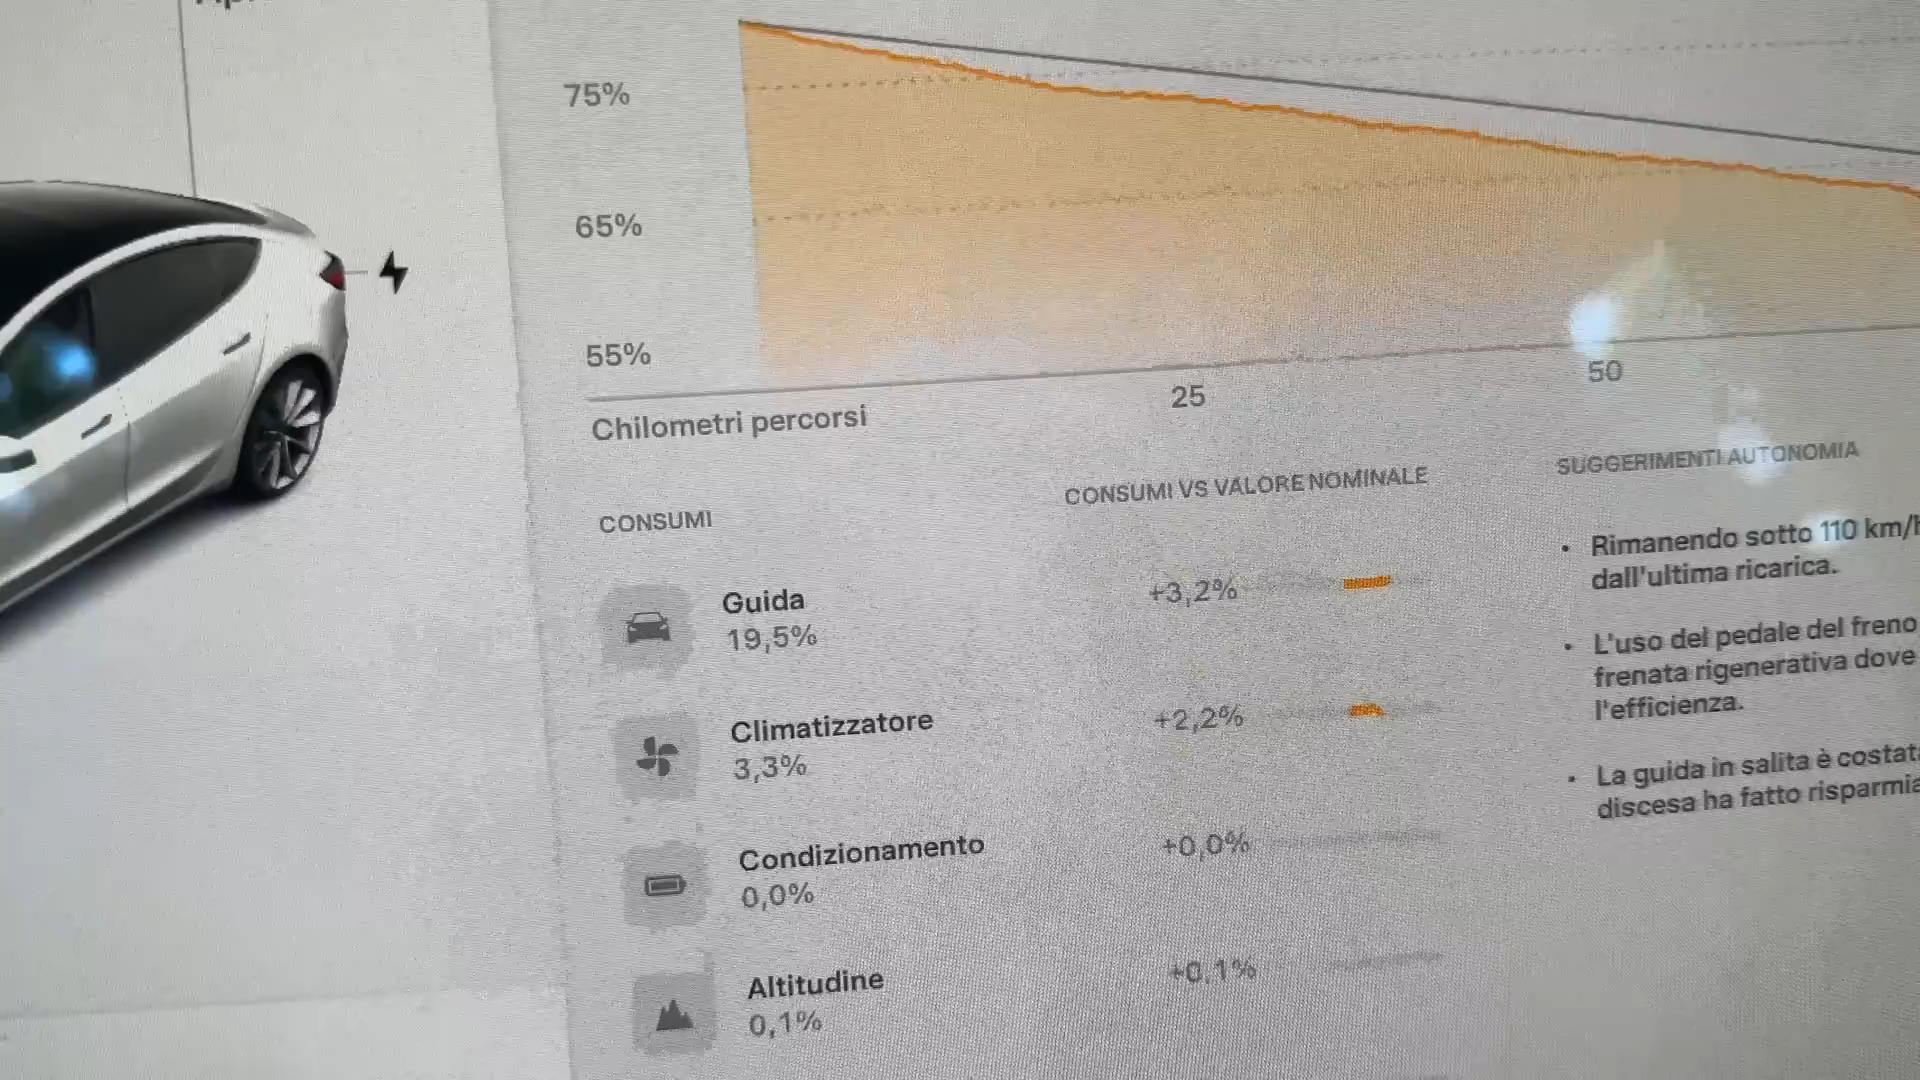 75%
65%
55%
25
50
Chilometri percorsi
CONSUMI
CONSUMI VS VALORE NOMINALE
SUGGERIMENTI AUTONOMIA
Guida
19,5%
+3,2%
Climatizzatore
3,3%
+2,2%
Condizionamento
0,0%
+0,0%
Altitudine
0,1%
+0,1%
• Rimanendo sotto 110 km/h
dall'ultima ricarica.
• L'uso del pedale del freno
frenata rigenerativa dove
l'efficienza.
• La guida in salita è costata
discesa ha fatto risparmia